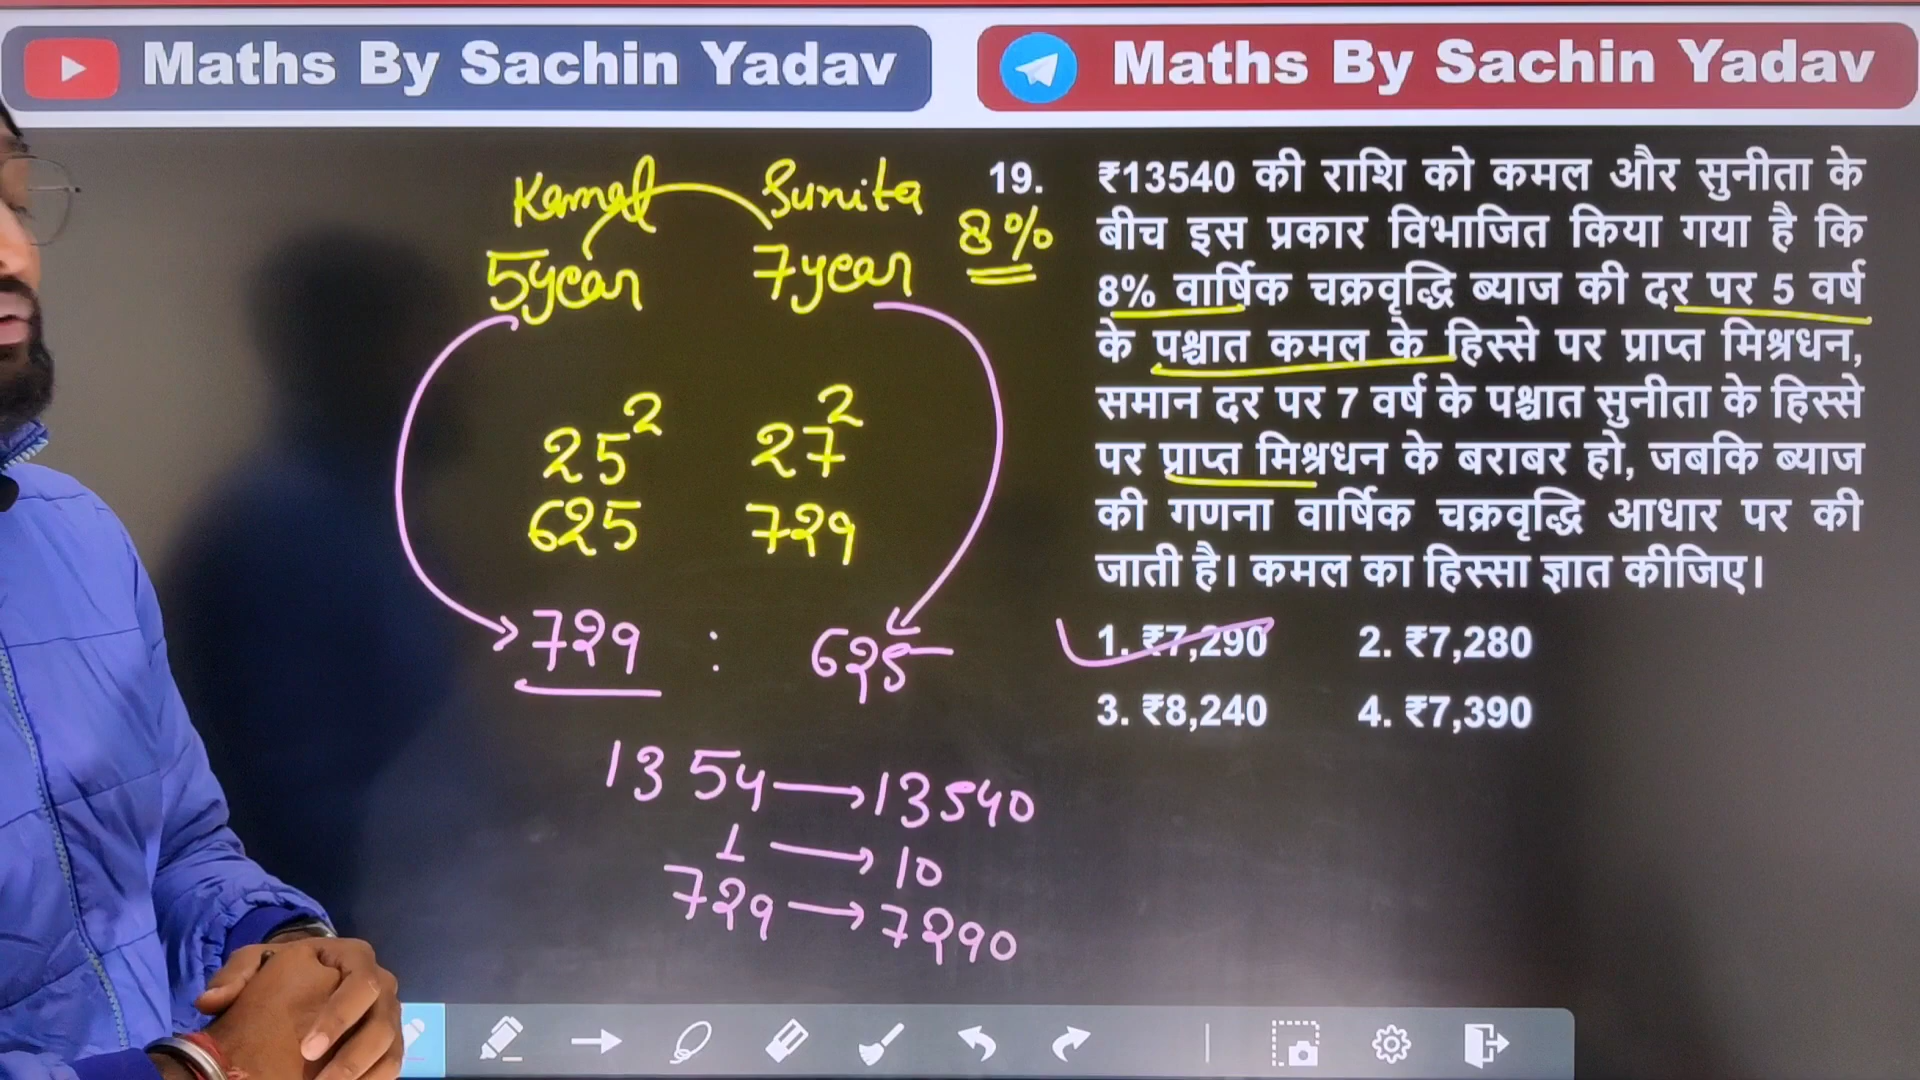 Maths By Sachin Yadav
Maths By Sachin Yadav
Kamal Sunita
5year 7year 8%
25² 27²
625 729
729 : 625
1354 → 13540
1 → 10
729 → 7290
19. ₹13540 की राशि को कमल और सुनीता के
बीच इस प्रकार विभाजित किया गया है कि
8% वार्षिक चक्रवृद्धि ब्याज की दर पर 5 वर्ष
के पश्चात कमल के हिस्से पर प्राप्त मिश्रधन,
समान दर पर 7 वर्ष के पश्चात सुनीता के हिस्से
पर प्राप्त मिश्रधन के बराबर हो, जबकि ब्याज
की गणना वार्षिक चक्रवृद्धि आधार पर की
जाती है। कमल का हिस्सा ज्ञात कीजिए।
1. ₹7,290 2. ₹7,280
3. ₹8,240 4. ₹7,390